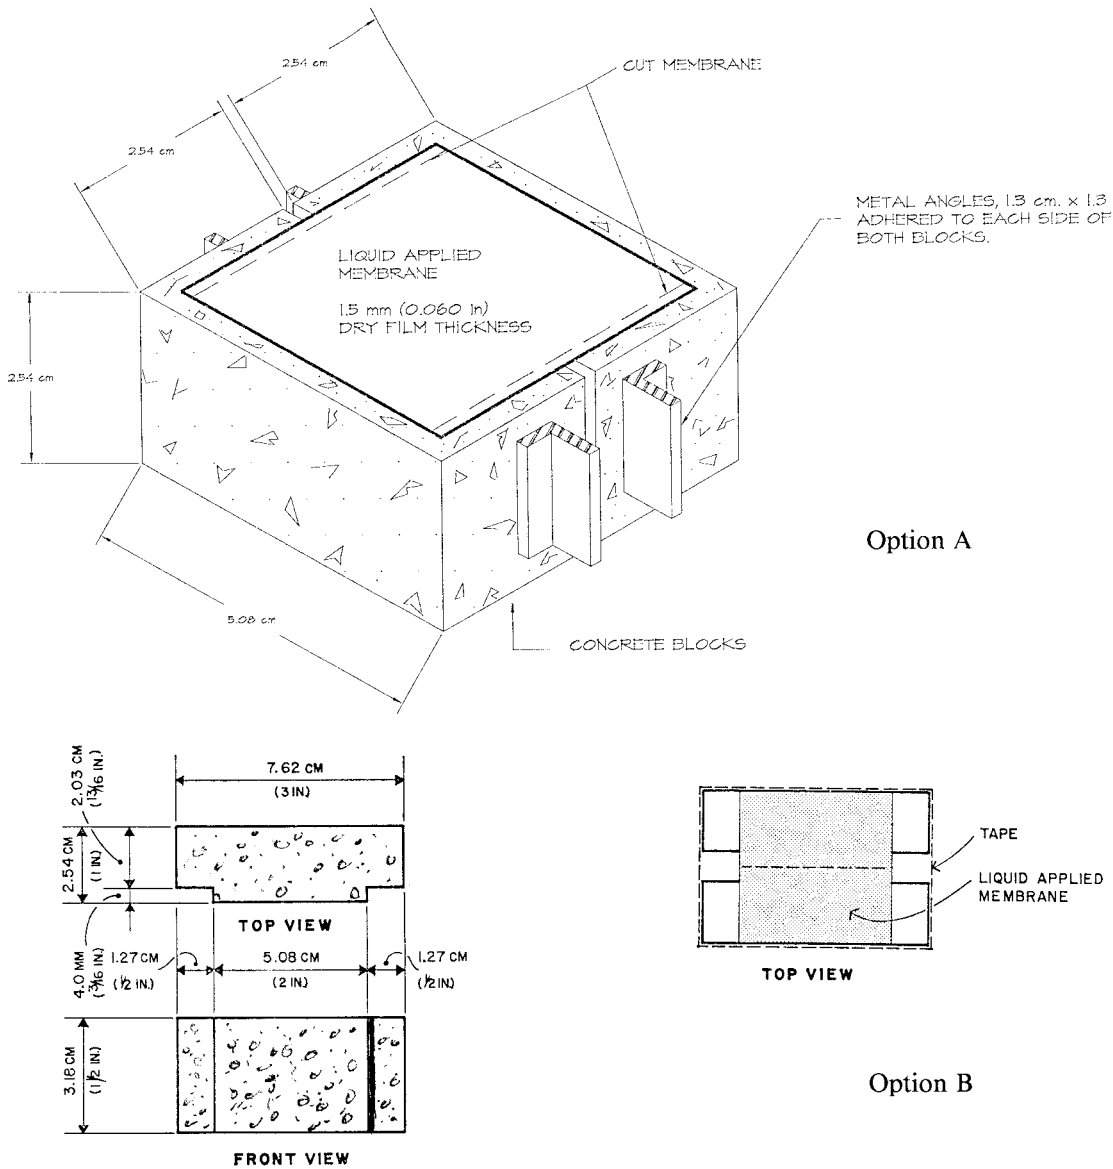 2.54 cm
CUT MEMBRANE
2.54 cm
METAL ANGLES, 1.3 cm. x 1.3
ADHERED TO EACH SIDE OF
BOTH BLOCKS.
LIQUID APPLIED
MEMBRANE
1.5 mm (0.060 in)
DRY FILM THICKNESS
2.54 cm
Option A
5.08 cm
CONCRETE BLOCKS
7.62 CM
(3 IN)
2.03 CM
(13/16 IN.)
2.54 CM
(1 IN)
TOP VIEW
4.0 MM
(3/16 IN.)
1.27 CM
(1/2 IN.)
5.08 CM
(2 IN)
1.27 CM
(1/2 IN)
3.18 CM
(1 1/2 IN)
FRONT VIEW
TAPE
LIQUID APPLIED
MEMBRANE
TOP VIEW
Option B